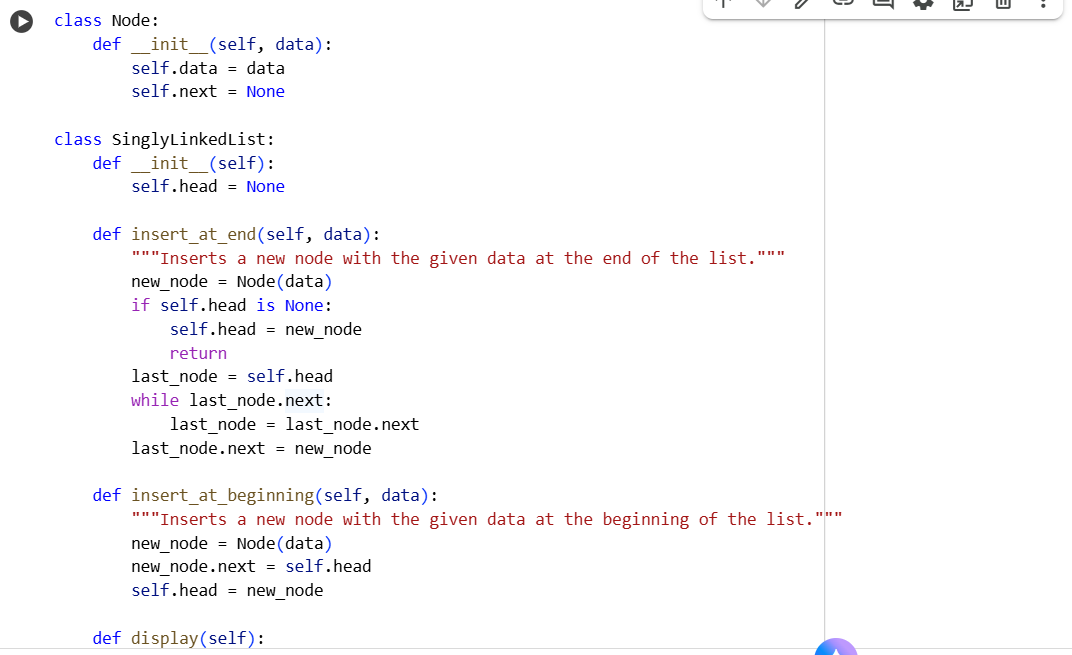 class Node:
    def __init__(self, data):
        self.data = data
        self.next = None

class SinglyLinkedList:
    def __init__(self):
        self.head = None

    def insert_at_end(self, data):
        """Inserts a new node with the given data at the end of the list."""
        new_node = Node(data)
        if self.head is None:
            self.head = new_node
            return
        last_node = self.head
        while last_node.next:
            last_node = last_node.next
        last_node.next = new_node

    def insert_at_beginning(self, data):
        """Inserts a new node with the given data at the beginning of the list."""
        new_node = Node(data)
        new_node.next = self.head
        self.head = new_node

    def display(self):